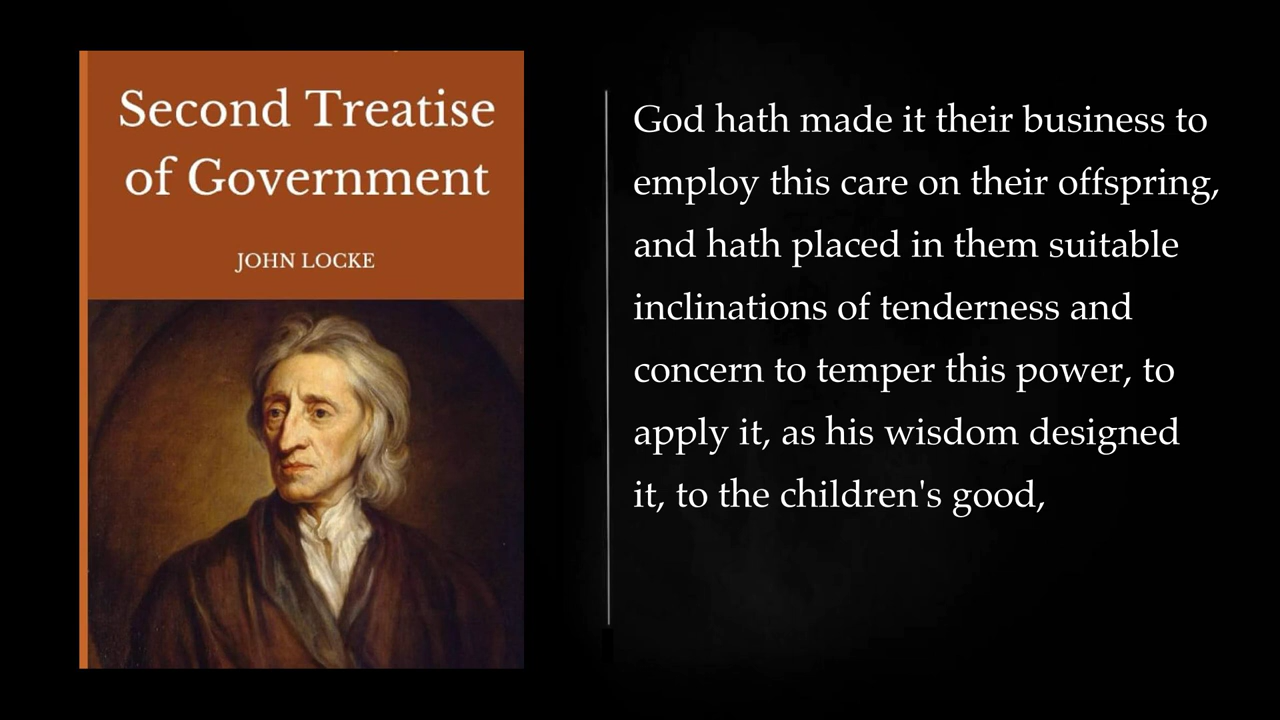 Second Treatise
of Government
JOHN LOCKE
God hath made it their business to
employ this care on their offspring,
and hath placed in them suitable
inclinations of tenderness and
concern to temper this power, to
apply it, as his wisdom designed
it, to the children's good,